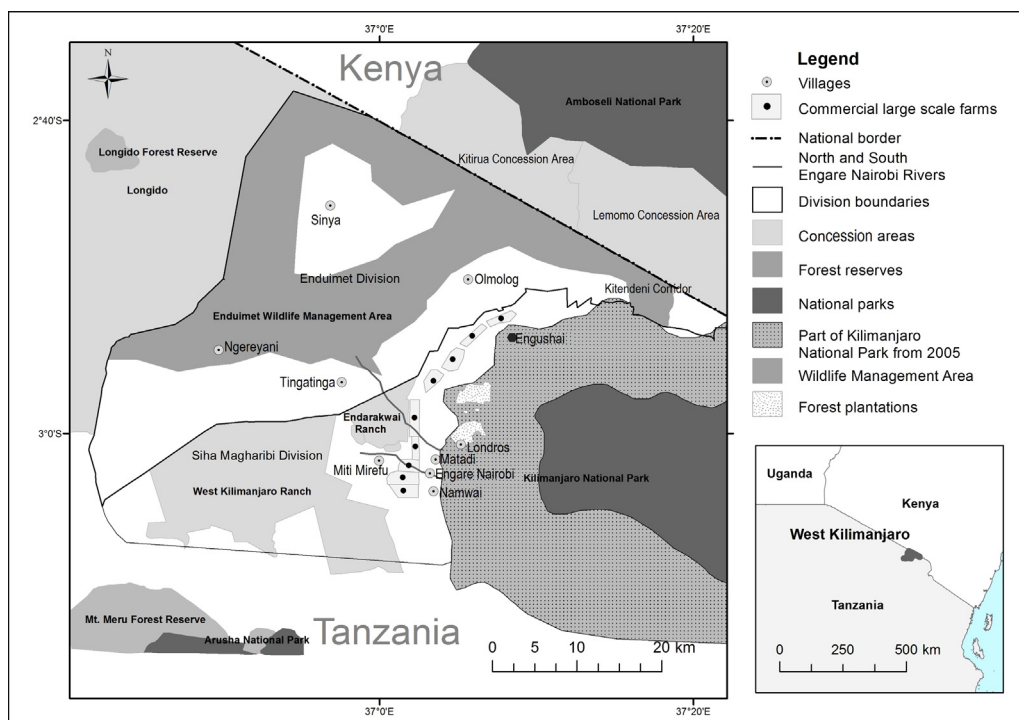 37°0'E
37°20'E
N
Kenya
Amboseli National Park
2°40'S
Longido Forest Reserve
Kitirua Concession Area
Longido
Sinya
Lemomo Concession Area
Enduimet Division
Olmolog
Kitendeni Corridor
Enduimet Wildlife Management Area
Engushai
Ngereyani
Tingatinga
Endarakwai
Ranch
3°0'S
Londros
Siha Magharibi Division
Matadi
Miti Mirefu
Engare Nairobi
Kilimanjaro National Park
West Kilimanjaro Ranch
Namwai
Mt. Meru Forest Reserve
Arusha National Park
Tanzania
0 5 10 20 km
37°0'E
37°20'E
Legend
Villages
Commercial large scale farms
National border
North and South
Engare Nairobi Rivers
Division boundaries
Concession areas
Forest reserves
National parks
Part of Kilimanjaro
National Park from 2005
Wildlife Management Area
Forest plantations
Uganda
Kenya
West Kilimanjaro
Tanzania
0 500 km